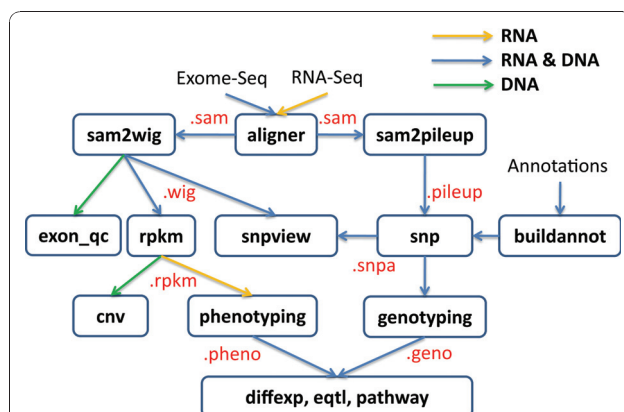 RNA
RNA & DNA
DNA
Exome-Seq
RNA-Seq
.sam
.sam
sam2wig
aligner
sam2pileup
.wig
.pileup
Annotations
exon_qc
rpkm
snpview
snp
buildannot
.rpkm
.snpa
cnv
phenotyping
genotyping
.pheno
.geno
diffexp, eqtl, pathway